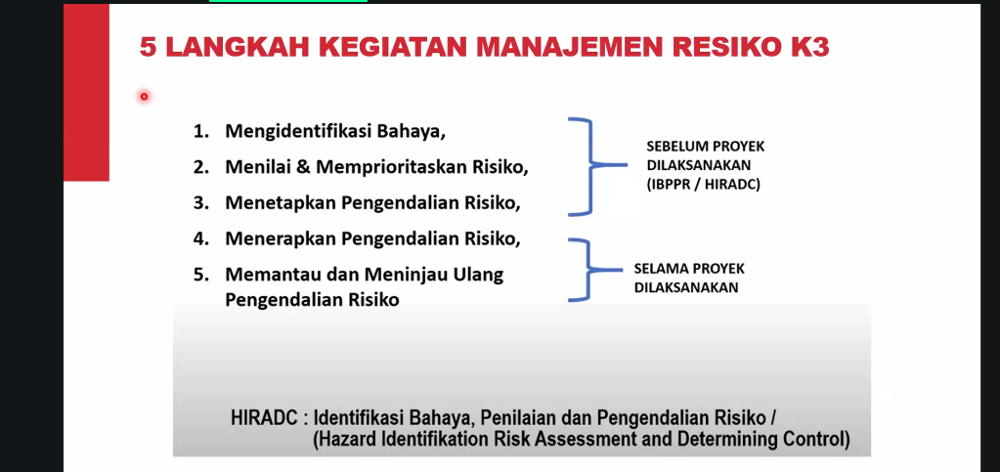 5 LANGKAH KEGIATAN MANAJEMEN RESIKO K3
1. Mengidentifikasi Bahaya,
2. Menilai & Memprioritaskan Risiko,
3. Menetapkan Pengendalian Risiko,
SEBELUM PROYEK
DILAKSANAKAN
(IBPPR / HIRADC)
4. Menerapkan Pengendalian Risiko,
5. Memantau dan Meninjau Ulang
Pengendalian Risiko
SELAMA PROYEK
DILAKSANAKAN
HIRADC : Identifikasi Bahaya, Penilaian dan Pengendalian Risiko /
(Hazard Identifikation Risk Assessment and Determining Control)